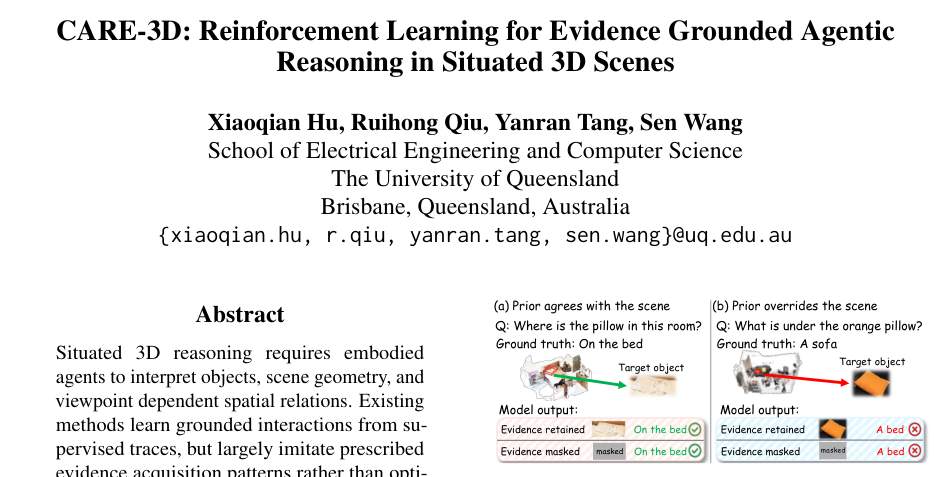 CARE-3D: Reinforcement Learning for Evidence Grounded Agentic
Reasoning in Situated 3D Scenes
Xiaoqian Hu, Ruihong Qiu, Yanran Tang, Sen Wang
School of Electrical Engineering and Computer Science
The University of Queensland
Brisbane, Queensland, Australia
{xiaoqian.hu, r.qiu, yanran.tang, sen.wang}@uq.edu.au
Abstract
Situated 3D reasoning requires embodied
agents to interpret objects, scene geometry, and
viewpoint dependent spatial relations. Existing
methods learn grounded interactions from su-
pervised traces, but largely imitate prescribed
evidence acquisition patterns rather than opti-
(a) Prior agrees with the scene
Q: Where is the pillow in this room?
Ground truth: On the bed
Target object
Model output:
Evidence retained On the bed
Evidence masked masked On the bed
(b) Prior overrides the scene
Q: What is under the orange pillow?
Ground truth: A sofa
Target object
Model output:
Evidence retained A bed
Evidence masked masked A bed